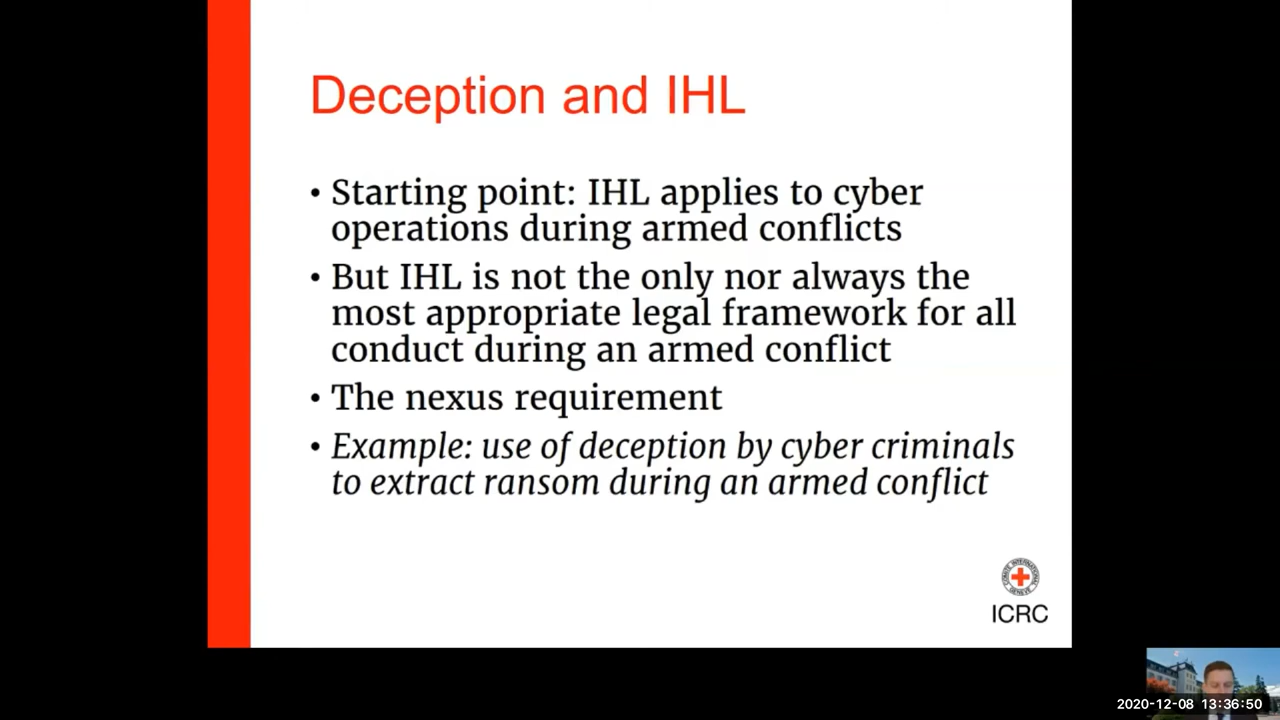 Deception and IHL
• Starting point: IHL applies to cyber
operations during armed conflicts
• But IHL is not the only nor always the
most appropriate legal framework for all
conduct during an armed conflict
• The nexus requirement
• Example: use of deception by cyber criminals
to extract ransom during an armed conflict
COMITE INTERNATIONAL
GENEVE
ICRC
2020-12-08 13:36:50